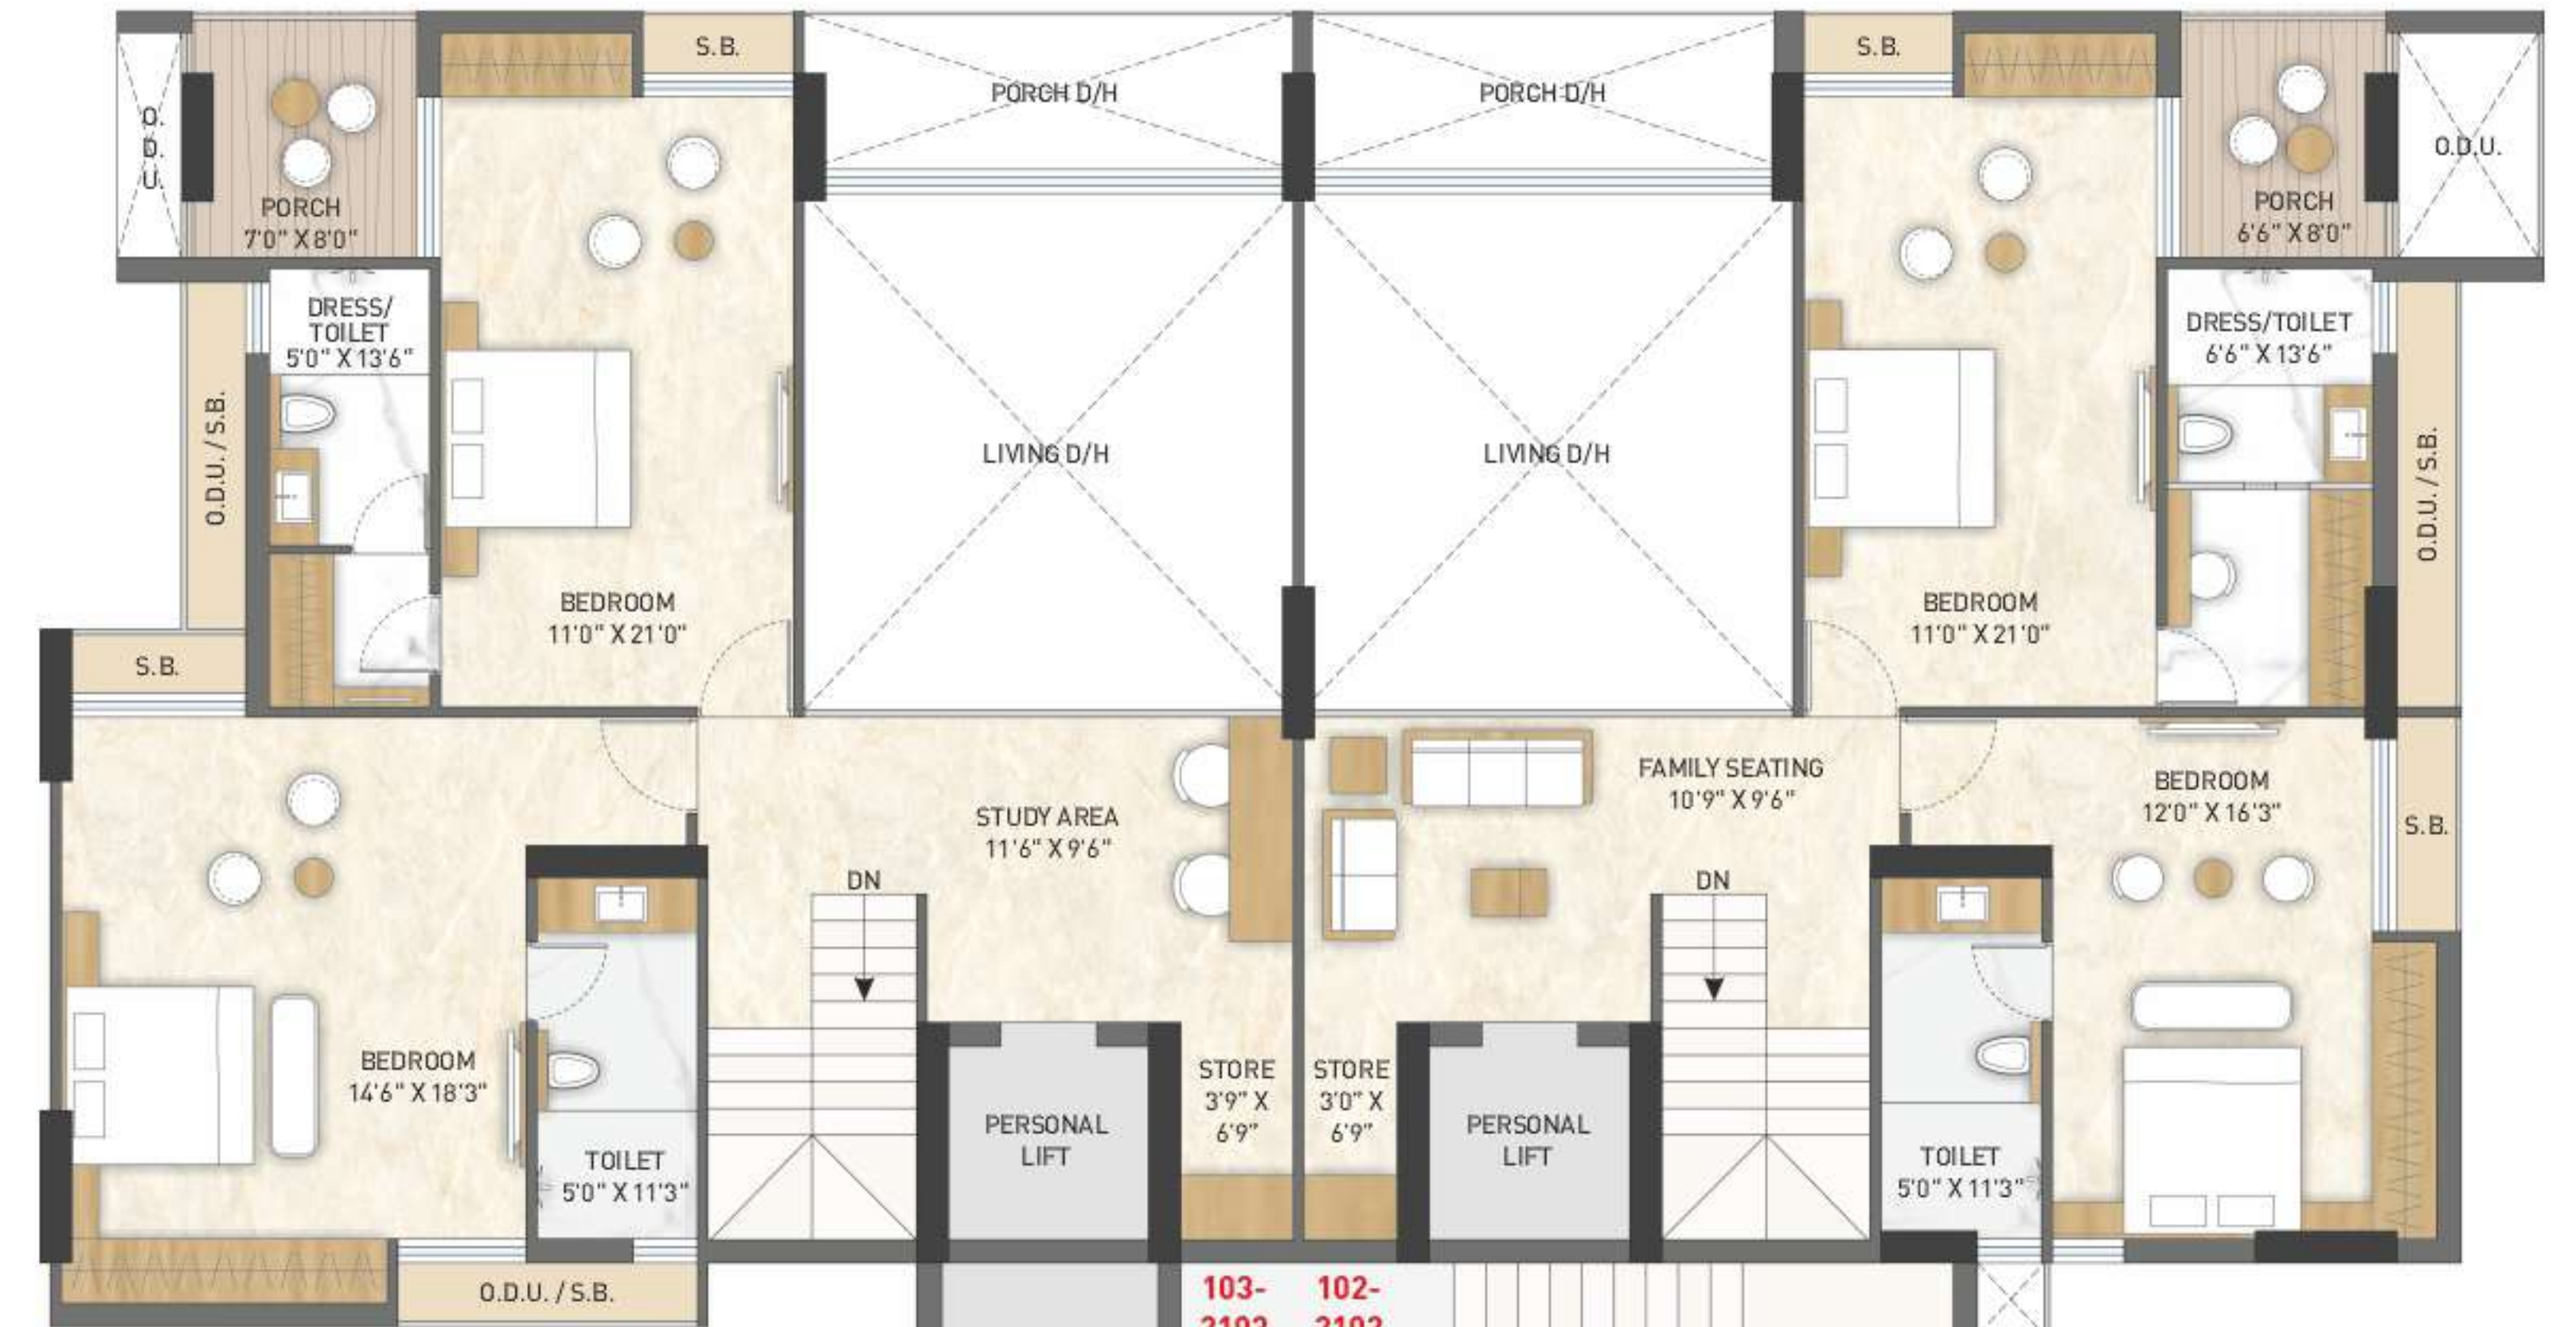 S.B.
S.B.
PORCH D/H
PORCH D/H
O.
D.
U
O.D.U.
PORCH
7'0" X 8'0"
PORCH
6'6" X 8'0"
DRESS/
TOILET
5'0" X 13'6"
DRESS/TOILET
6'6" X 13'6"
O.D.U. / S.B.
LIVING D/H
LIVING D/H
O.D.U. / S.B.
BEDROOM
11'0" X 21'0"
BEDROOM
11'0" X 21'0"
S.B.
STUDY AREA
11'6" X 9'6"
FAMILY SEATING
10'9" X 9'6"
BEDROOM
12'0" X 16'3"
S.B.
DN
DN
BEDROOM
14'6" X 18'3"
TOILET
5'0" X 11'3"
PERSONAL
LIFT
STORE
3'9" X
6'9"
STORE
3'0" X
6'9"
PERSONAL
LIFT
TOILET
5'0" X 11'3"
O.D.U. / S.B.
103-
102-